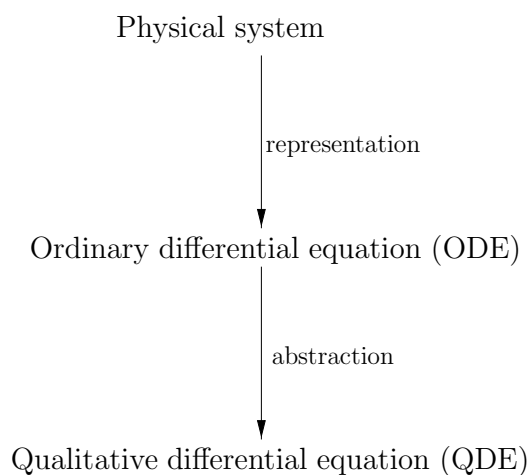 Physical system
representation
Ordinary differential equation (ODE)
abstraction
Qualitative differential equation (QDE)